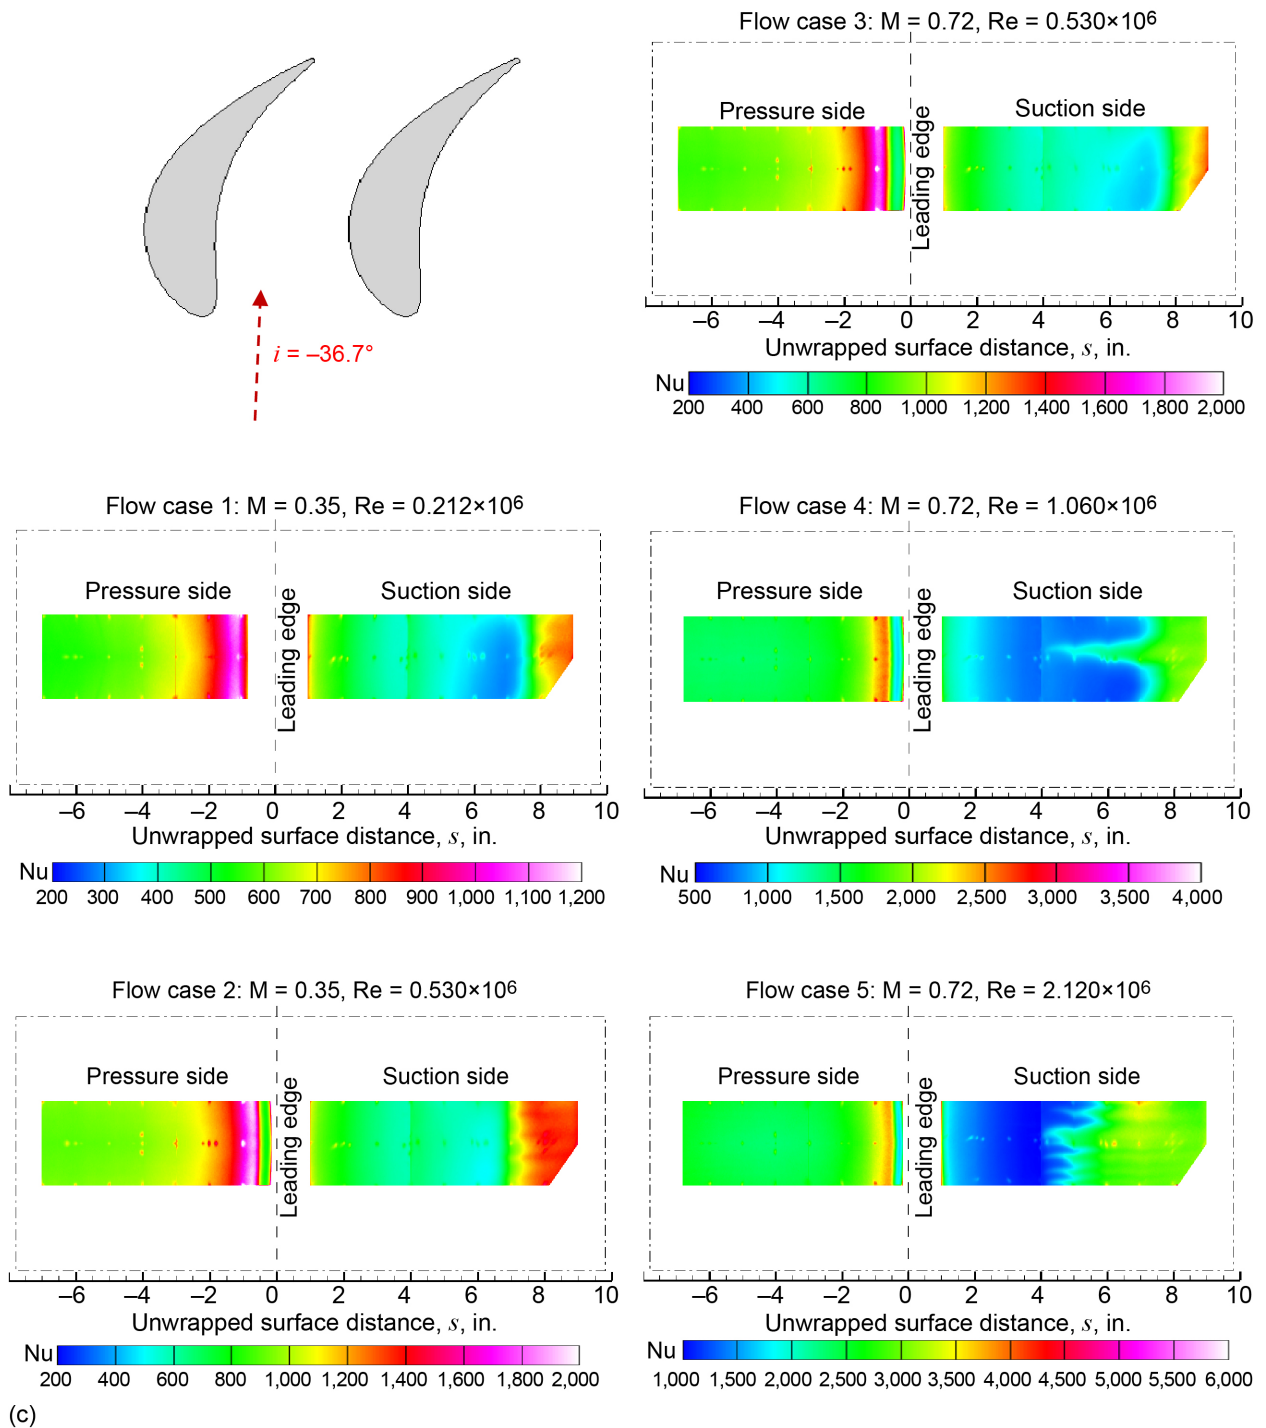 i = –36.7°
Flow case 3: M = 0.72, Re = 0.530×10⁶
Pressure side
Leading edge
Suction side
–6 –4 –2 0 2 4 6 8 10
Unwrapped surface distance, s, in.
Nu
200 400 600 800 1,000 1,200 1,400 1,600 1,800 2,000
Flow case 1: M = 0.35, Re = 0.212×10⁶
Pressure side
Leading edge
Suction side
–6 –4 –2 0 2 4 6 8 10
Unwrapped surface distance, s, in.
Nu
200 300 400 500 600 700 800 900 1,000 1,100 1,200
Flow case 4: M = 0.72, Re = 1.060×10⁶
Pressure side
Leading edge
Suction side
–6 –4 –2 0 2 4 6 8 10
Unwrapped surface distance, s, in.
Nu
500 1,000 1,500 2,000 2,500 3,000 3,500 4,000
Flow case 2: M = 0.35, Re = 0.530×10⁶
Pressure side
Leading edge
Suction side
–6 –4 –2 0 2 4 6 8 10
Unwrapped surface distance, s, in.
Nu
200 400 600 800 1,000 1,200 1,400 1,600 1,800 2,000
Flow case 5: M = 0.72, Re = 2.120×10⁶
Pressure side
Leading edge
Suction side
–6 –4 –2 0 2 4 6 8 10
Unwrapped surface distance, s, in.
Nu
1,000 1,500 2,000 2,500 3,000 3,500 4,000 4,500 5,000 5,500 6,000
(c)